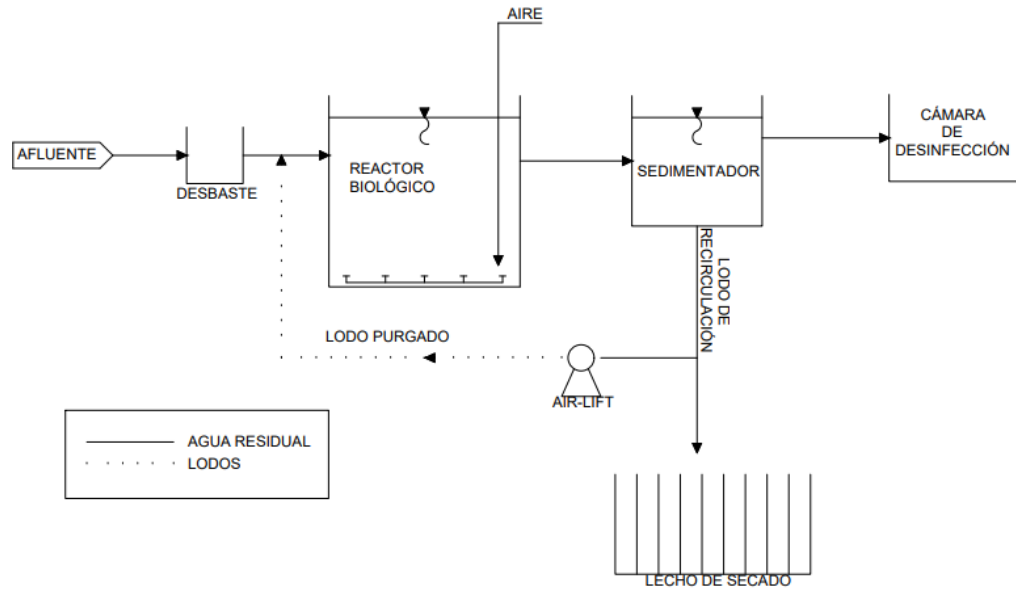 AIRE
AFLUENTE
DESBASTE
REACTOR
BIOLÓGICO
SEDIMENTADOR
CÁMARA
DE
DESINFECCIÓN
LODO DE
RECIRCULACIÓN
LODO PURGADO
AIR-LIFT
AGUA RESIDUAL
LODOS
LECHO DE SECADO